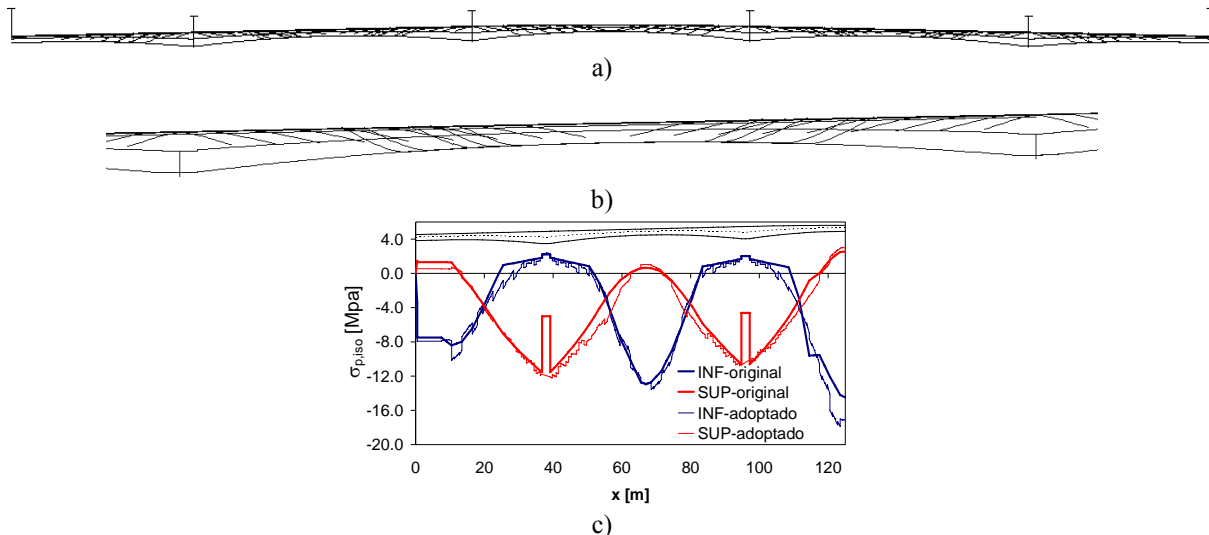 a)
b)
4.0
0.0
-4.0
-8.0
-12.0
-16.0
-20.0
σp,iso [Mpa]
INF-original
SUP-original
INF-adoptado
SUP-adoptado
0 20 40 60 80 100 120
x [m]
c)